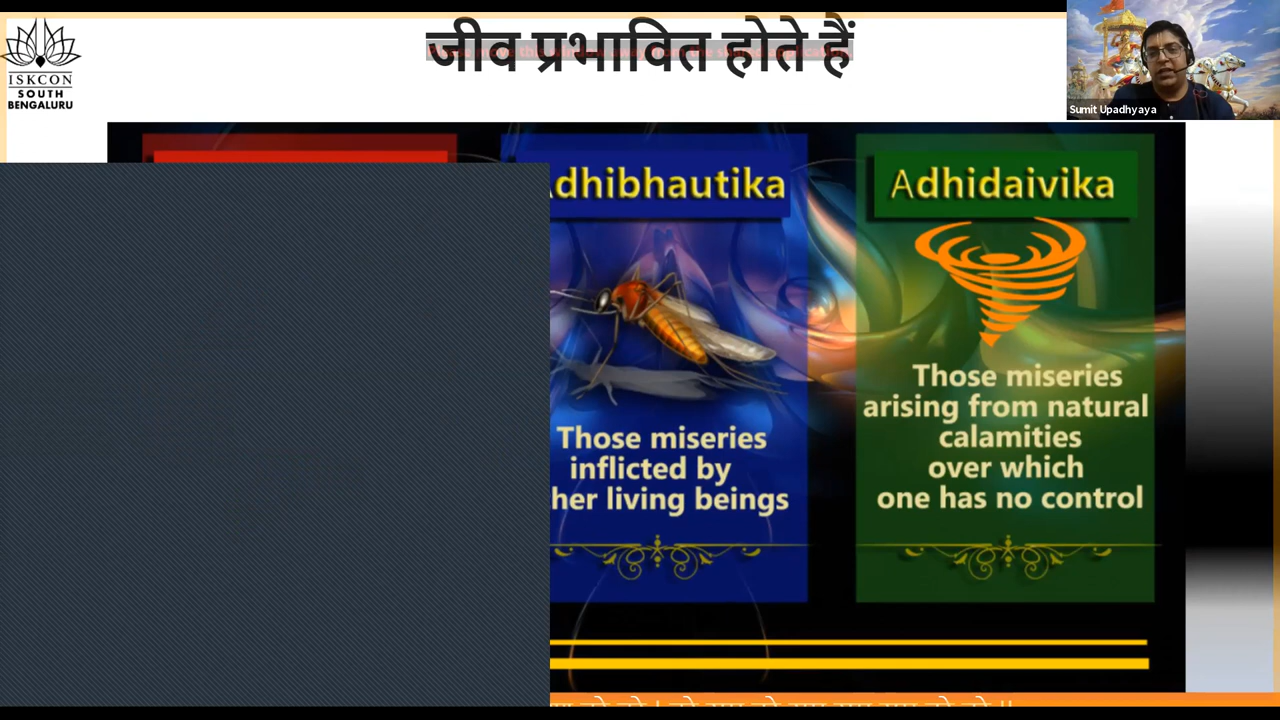 जीव प्रभावित होते हैं
ISKCON
SOUTH
BENGALURU
Sumit Upadhyaya
dhibhautika
Those miseries
inflicted by
her living beings
Adhidaivika
Those miseries
arising from natural
calamities
over which
one has no control